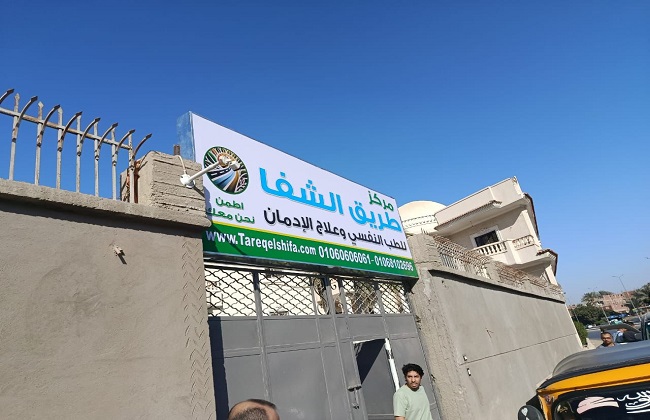 مركز
طريق الشفا
للطب النفسي وعلاج الإدمان
اطمن
نحن معك
www.Tareqelshifa.com 01060606061-01068102696